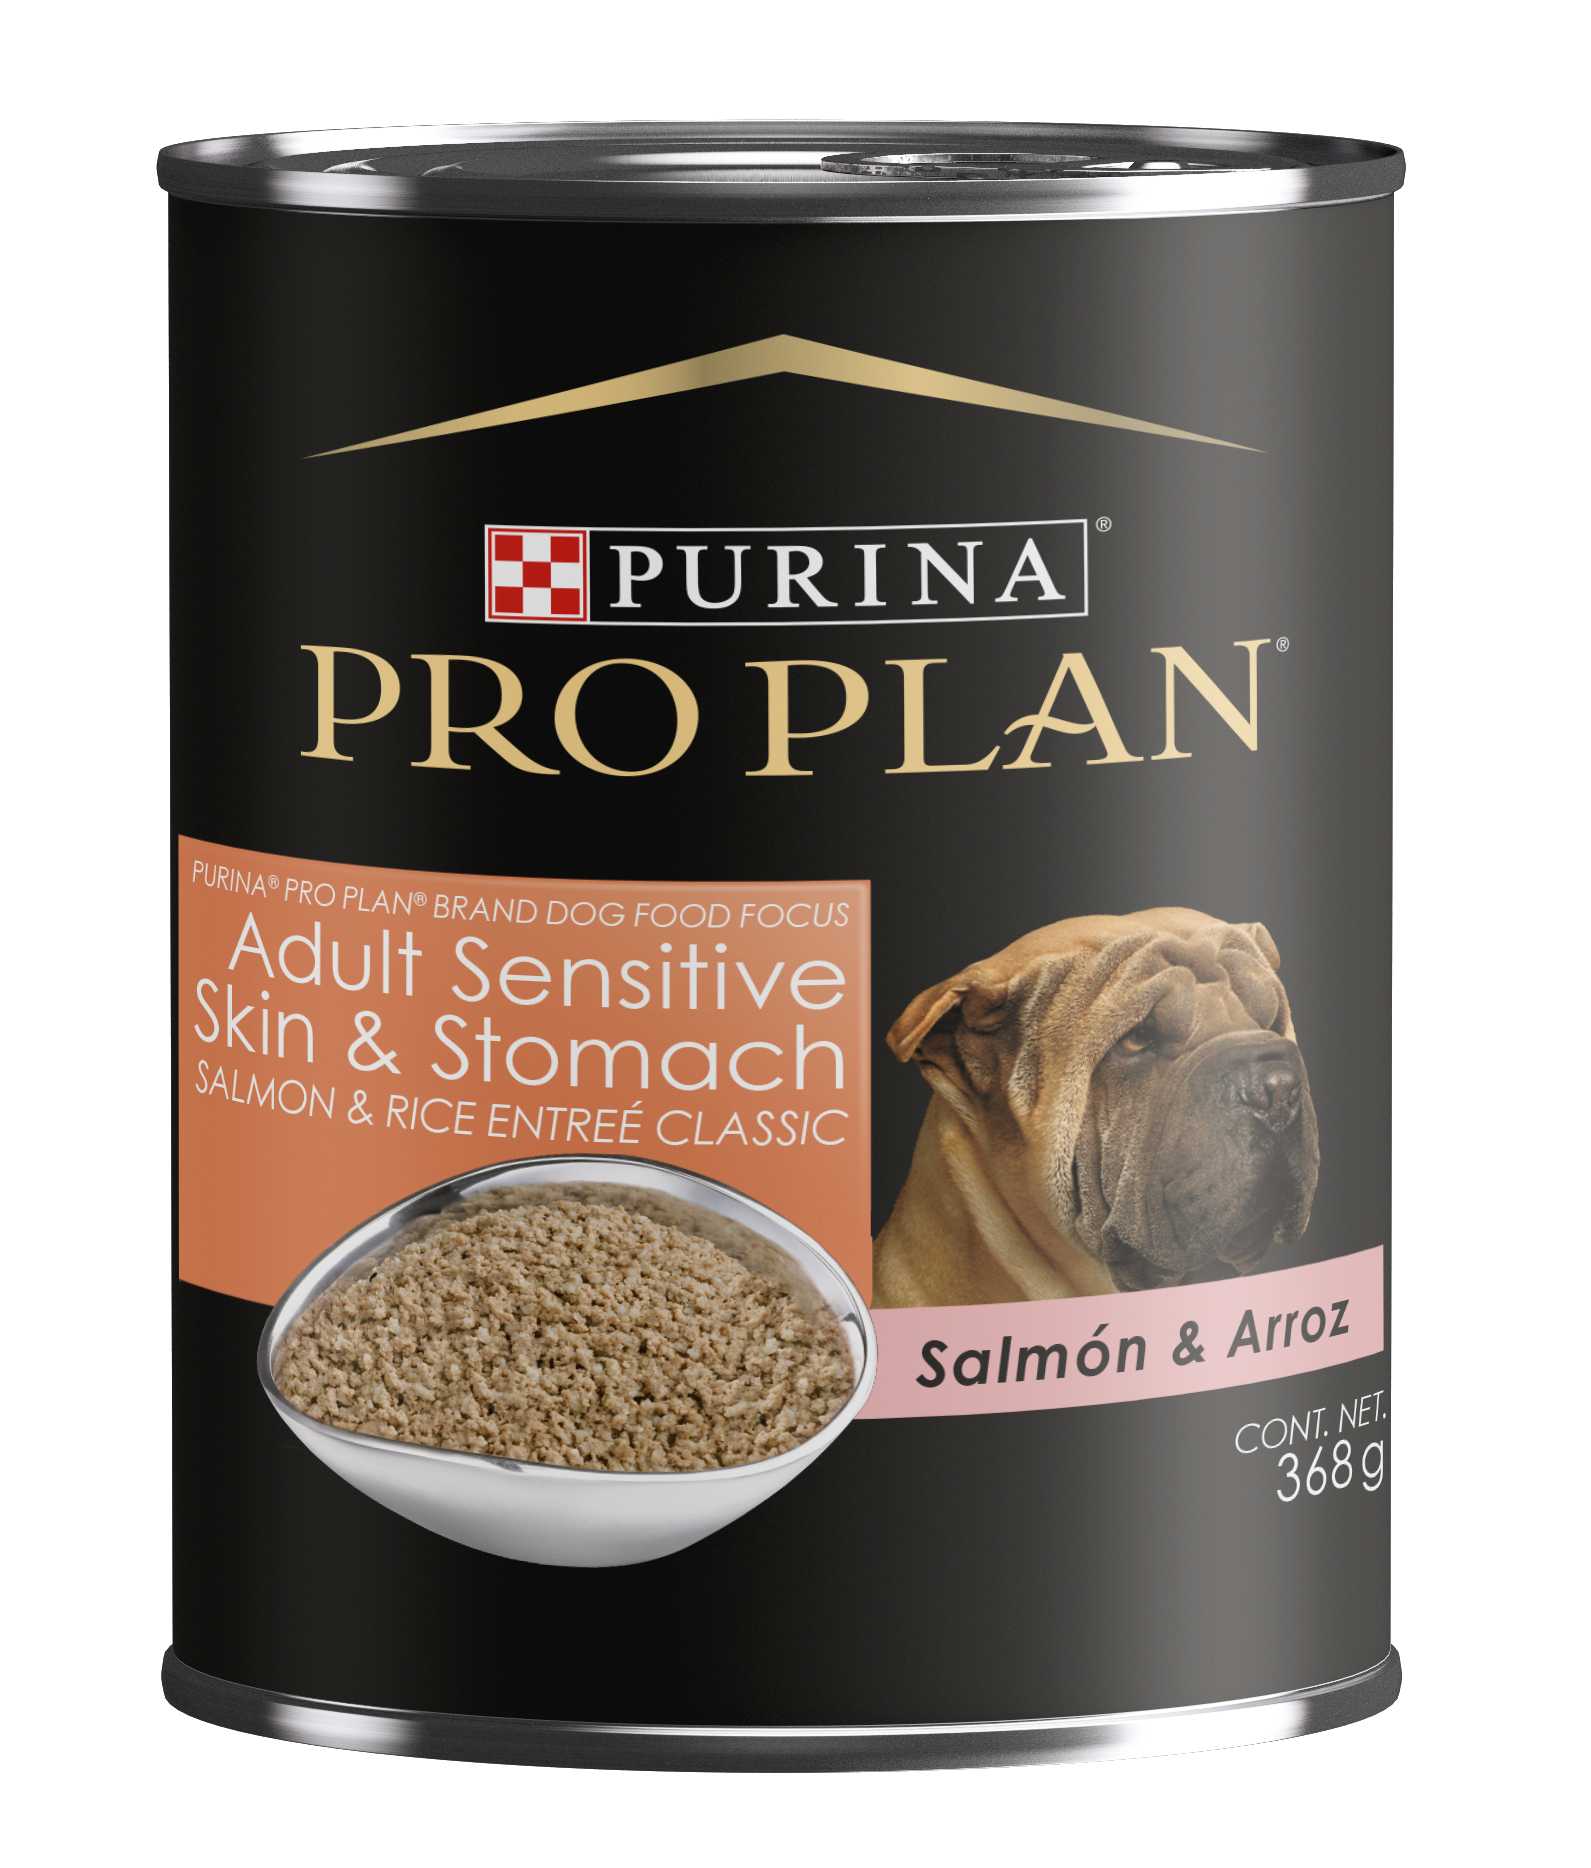 PURINA®
PRO PLAN®
PURINA® PRO PLAN® BRAND DOG FOOD FOCUS
Adult Sensitive
Skin & Stomach
SALMON & RICE ENTREÉ CLASSIC
Salmón & Arroz
CONT. NET.
368g